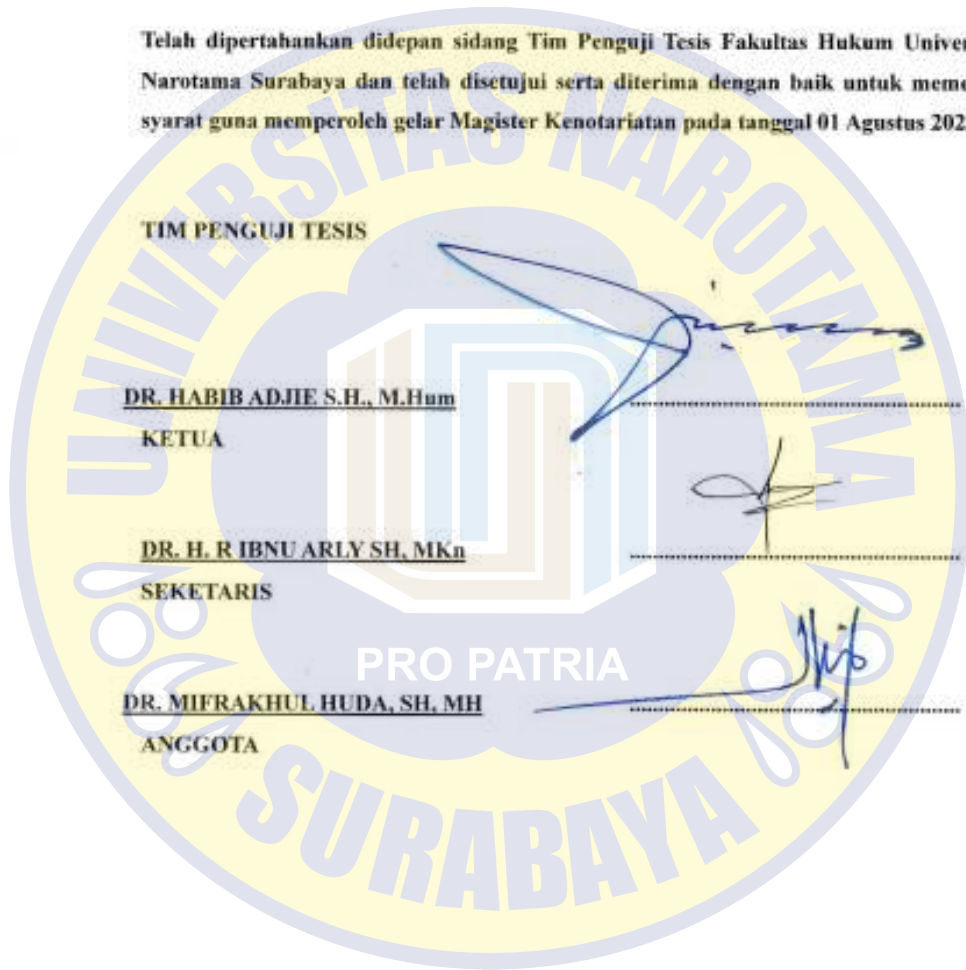 Telah dipertahankan didepan sidang Tim Penguji Tesis Fakultas Hukum Univer
Narotama Surabaya dan telah disetujui serta diterima dengan baik untuk meme
syarat guna memperoleh gelar Magister Kenotariatan pada tanggal 01 Agustus 202
UNIVERSITAS NAROTAMA
TIM PENGUJI TESIS
DR. HABIB ADJIE S.H., M.Hum
KETUA
DR. H. R IBNU ARLY SH, MKn
SEKETARIS
PRO PATRIA
DR. MIFRAKHUL HUDA, SH, MH
ANGGOTA
SURABAYA